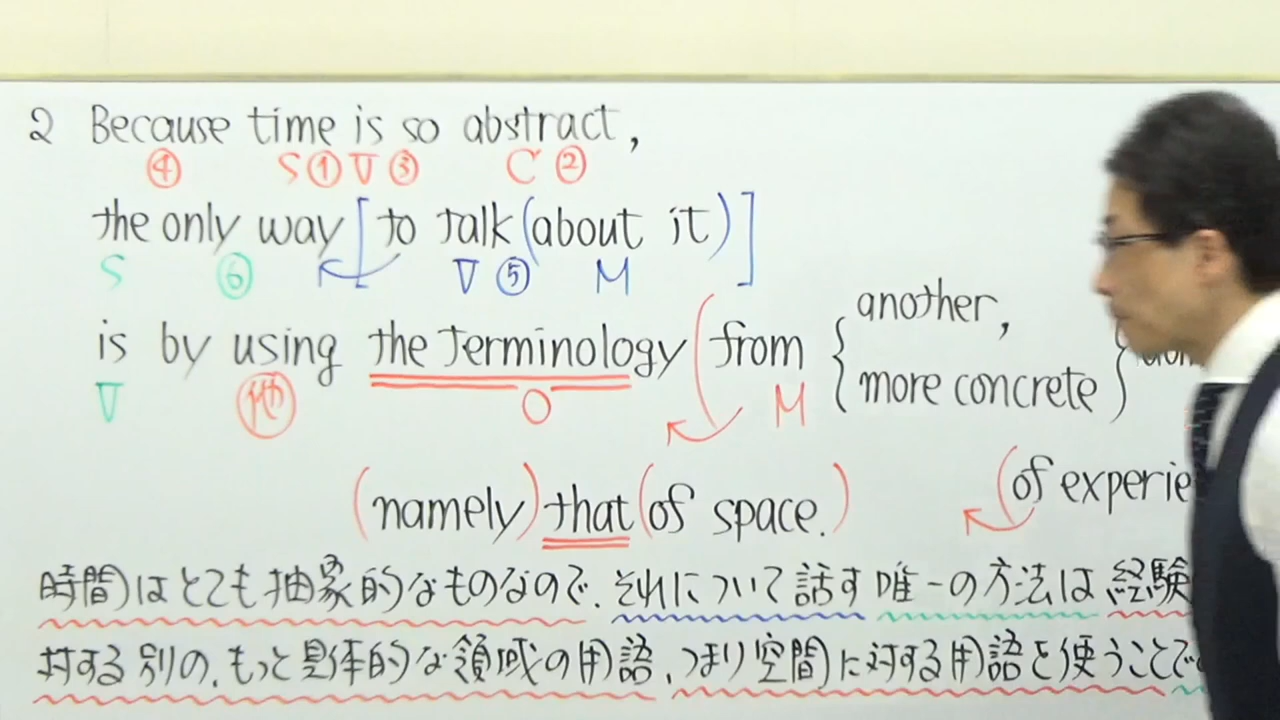 2 Because time is so abstract,
④ S ① V ③ C ②
the only way [to talk (about it)]
S ⑥ V ⑤ M
another,
is by using the terminology (from { }
more concrete
V O M
(namely) that (of space.) (of
時間はとても抽象的なものなので、それについて話す唯一の方法は経験
対する別の、もっと具体的な領域の用語、つまり空間に対する用語を使うことで